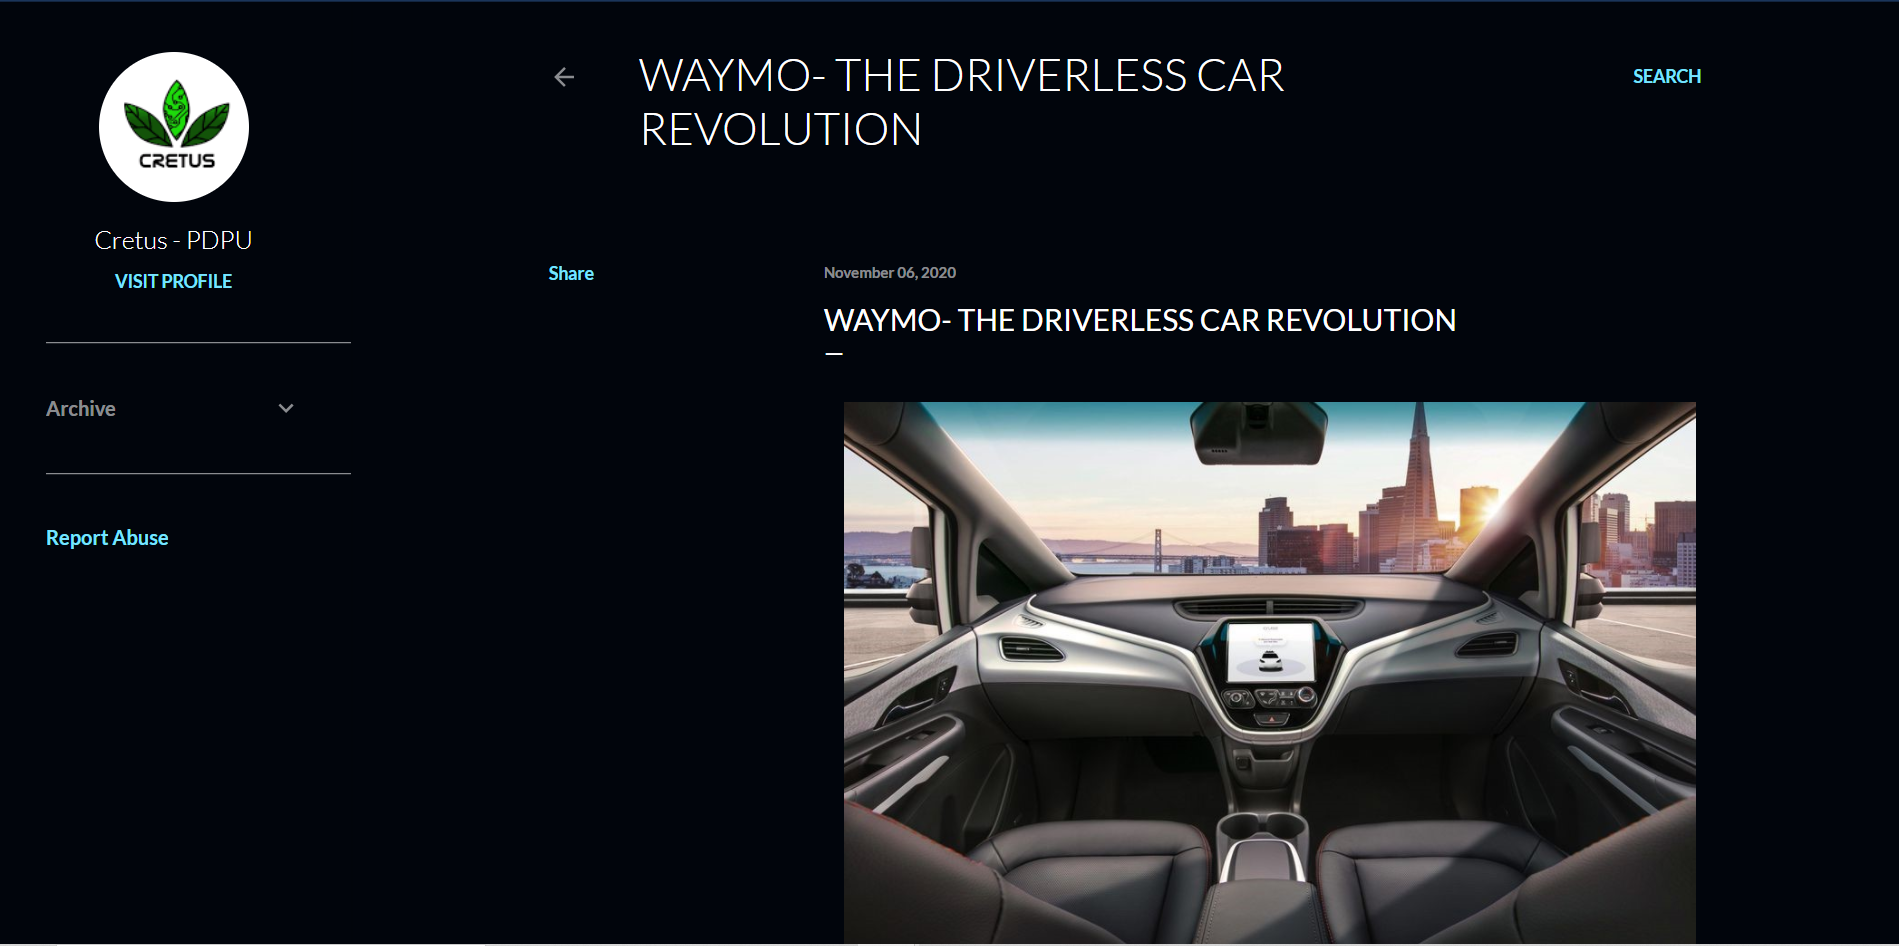 CRETUS
Cretus - PDPU
VISIT PROFILE
Archive
Report Abuse
WAYMO- THE DRIVERLESS CAR
REVOLUTION
SEARCH
Share
November 06, 2020
WAYMO- THE DRIVERLESS CAR REVOLUTION